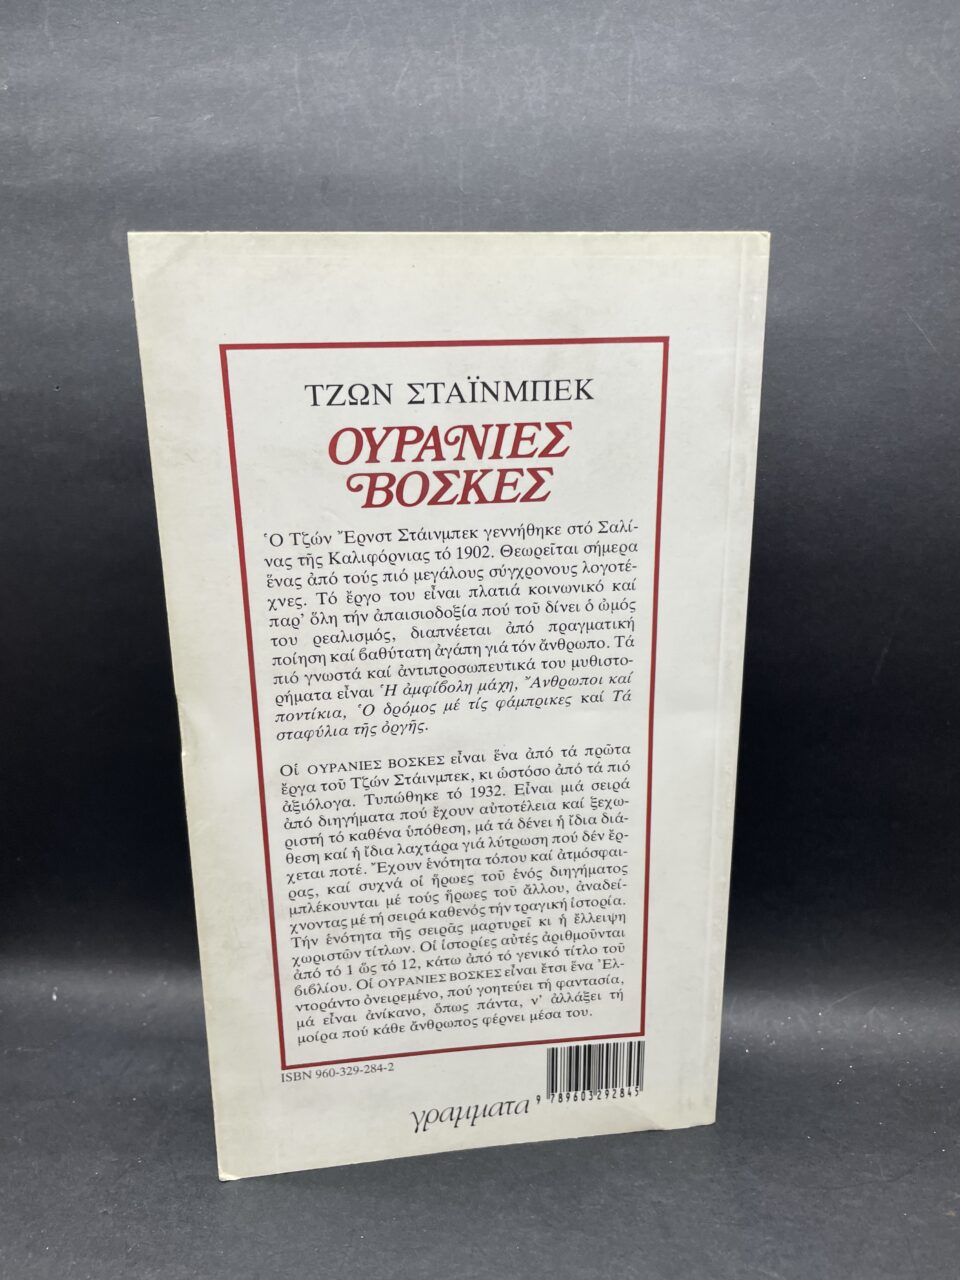 ΤΖΩΝ ΣΤΑΪΝΜΠΕΚ
ΟΥΡΑΝΙΕΣ
ΒΟΣΚΕΣ
Ὁ Τζών Ἔρνστ Στάινμπεκ γεννήθηκε στό Σαλί-
νας τῆς Καλιφόρνιας τό 1902. Θεωρεῖται σήμερα
ἕνας ἀπό τούς πιό μεγάλους σύγχρονους λογοτέ-
χνες. Τό ἔργο του εἶναι πλατιά κοινωνικό καί
παρ’ ὅλη τήν ἀπαισιοδοξία πού τοῦ δίνει ὁ ὠμός
του ρεαλισμός, διαπνέεται ἀπό πραγματική
ποίηση καί βαθύτατη ἀγάπη γιά τόν ἄνθρωπο. Τά
πιό γνωστά καί ἀντιπροσωπευτικά του μυθιστο-
ρήματα εἶναι Ἡ ἀμφίβολη μάχη, Ἄνθρωποι καί
ποντίκια, Ὁ δρόμος μέ τίς φάμπρικες καί Τά
σταφύλια τῆς ὀργῆς.
Οἱ ΟΥΡΑΝΙΕΣ ΒΟΣΚΕΣ εἶναι ἕνα ἀπό τά πρῶτα
ἔργα τοῦ Τζών Στάινμπεκ, κι ὡστόσο ἀπό τά πιό
ἀξιόλογα. Τυπώθηκε τό 1932. Εἶναι μιά σειρά
ἀπό διηγήματα πού ἔχουν αὐτοτέλεια καί ξεχω-
ριστή τό καθένα ὑπόθεση, μά τά δένει ἡ ἴδια διά-
θεση καί ἡ ἴδια λαχτάρα γιά λύτρωση πού δέν ἔρ-
χεται ποτέ. Ἔχουν ἑνότητα τόπου καί ἀτμόσφαι-
ρας, καί συχνά οἱ ἥρωες τοῦ ἑνός διηγήματος
μπλέκουνται μέ τούς ἥρωες τοῦ ἄλλου, ἀναδεί-
χνοντας μέ τή σειρά καθενός τήν τραγική ἱστορία.
Τήν ἑνότητα τῆς σειρᾶς μαρτυρεῖ κι ἡ ἔλλειψη
χωριστῶν τίτλων. Οἱ ἱστορίες αὐτές ἀριθμοῦνται
ἀπό τό 1 ὥς τό 12, κάτω ἀπό τό γενικό τίτλο τοῦ
βιβλίου. Οἱ ΟΥΡΑΝΙΕΣ ΒΟΣΚΕΣ εἶναι ἔτσι ἕνα Ἐλ-
ντοράντο ὀνειρεμένο, πού γοητεύει τή φαντασία,
μά εἶναι ἀνίκανο, ὅπως πάντα, ν’ ἀλλάξει τή
μοίρα πού κάθε ἄνθρωπος φέρνει μέσα του.
ISBN 960-329-284-2
9 789603 292845
γραμματα